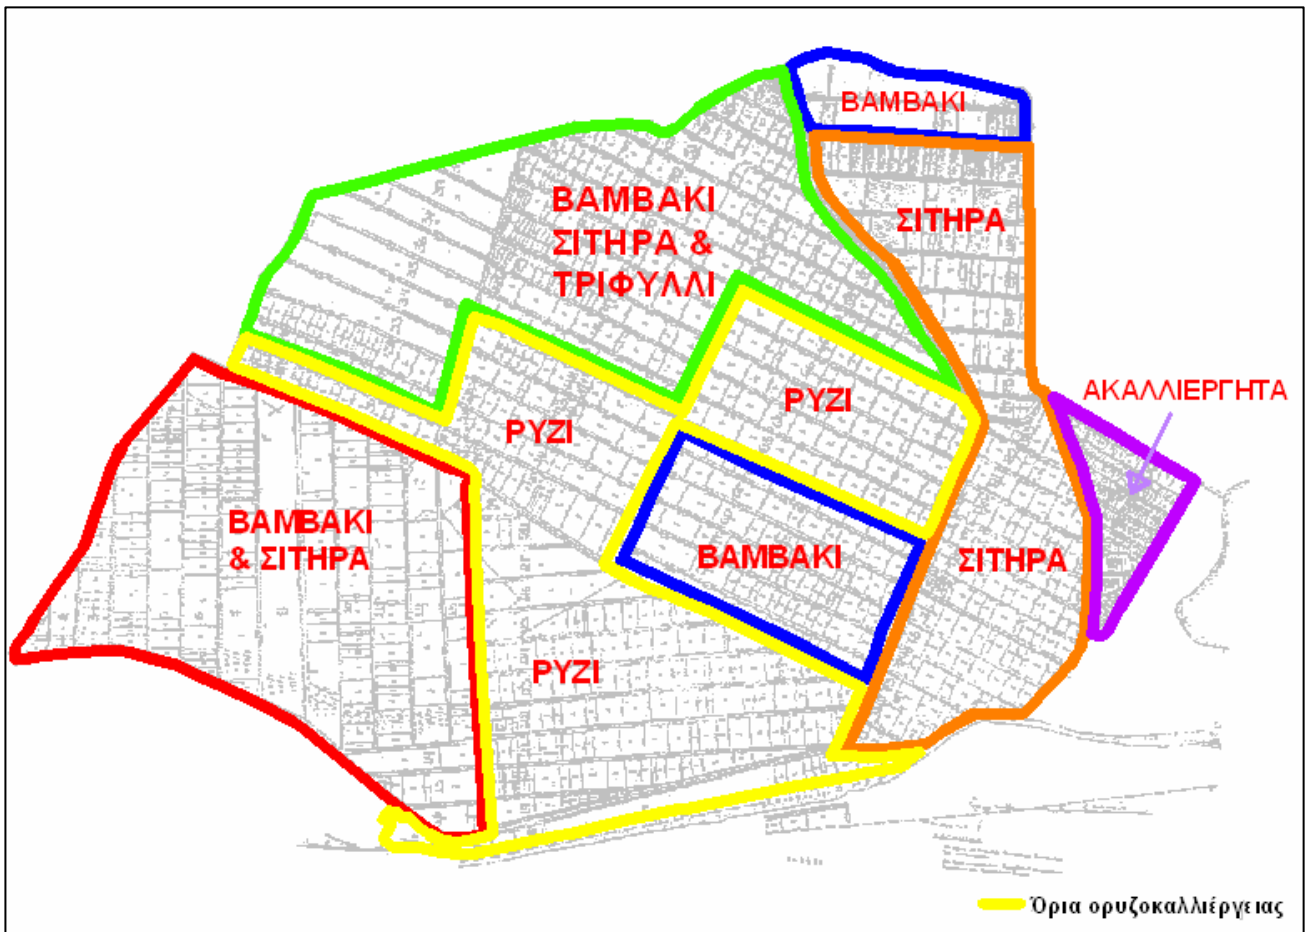 ΒΑΜΒΑΚΙ
ΒΑΜΒΑΚΙ
ΣΙΤΗΡΑ &
ΤΡΙΦΥΛΛΙ
ΣΙΤΗΡΑ
ΑΚΑΛΛΙΕΡΓΗΤΑ
ΡΥΖΙ
ΡΥΖΙ
ΒΑΜΒΑΚΙ
& ΣΙΤΗΡΑ
ΒΑΜΒΑΚΙ
ΣΙΤΗΡΑ
ΡΥΖΙ
Όρια ορυζοκαλλιέργειας